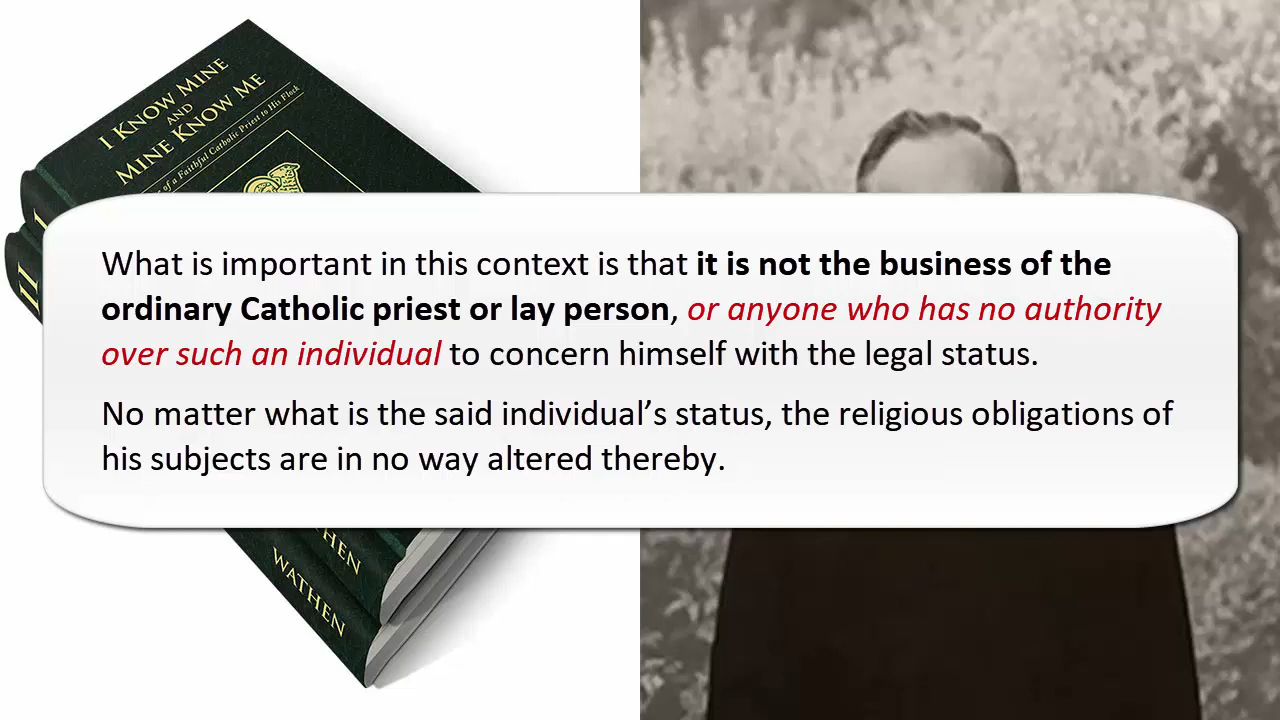 I KNOW MINE
AND
MINE KNOW ME
of a Faithful Catholic Priest to His Flock
I
II
What is important in this context is that it is not the business of the
ordinary Catholic priest or lay person, or anyone who has no authority
over such an individual to concern himself with the legal status.
No matter what is the said individual’s status, the religious obligations of
his subjects are in no way altered thereby.
HEN
WATHEN